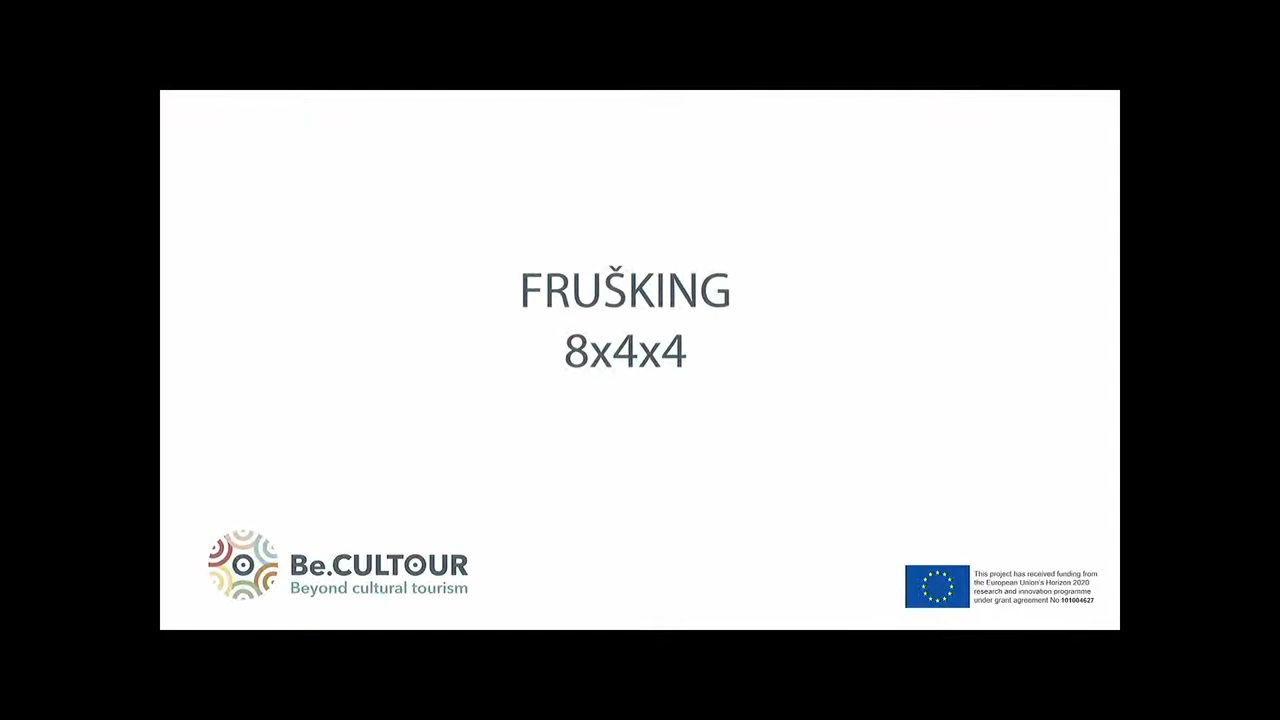 FRUŠKING
8x4x4
Be.CULTOUR
Beyond cultural tourism
This project has received funding from
the European Union's Horizon 2020
research and innovation programme
under grant agreement No 101004627